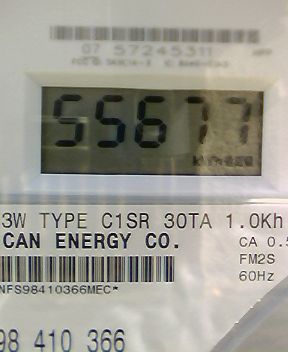 07 57245311
55677
3W TYPE C1SR 30TA 1.0Kh
CAN ENERGY CO.
CA 0.5
FM2S
60Hz
NFS98410366MEC*
98 410 366